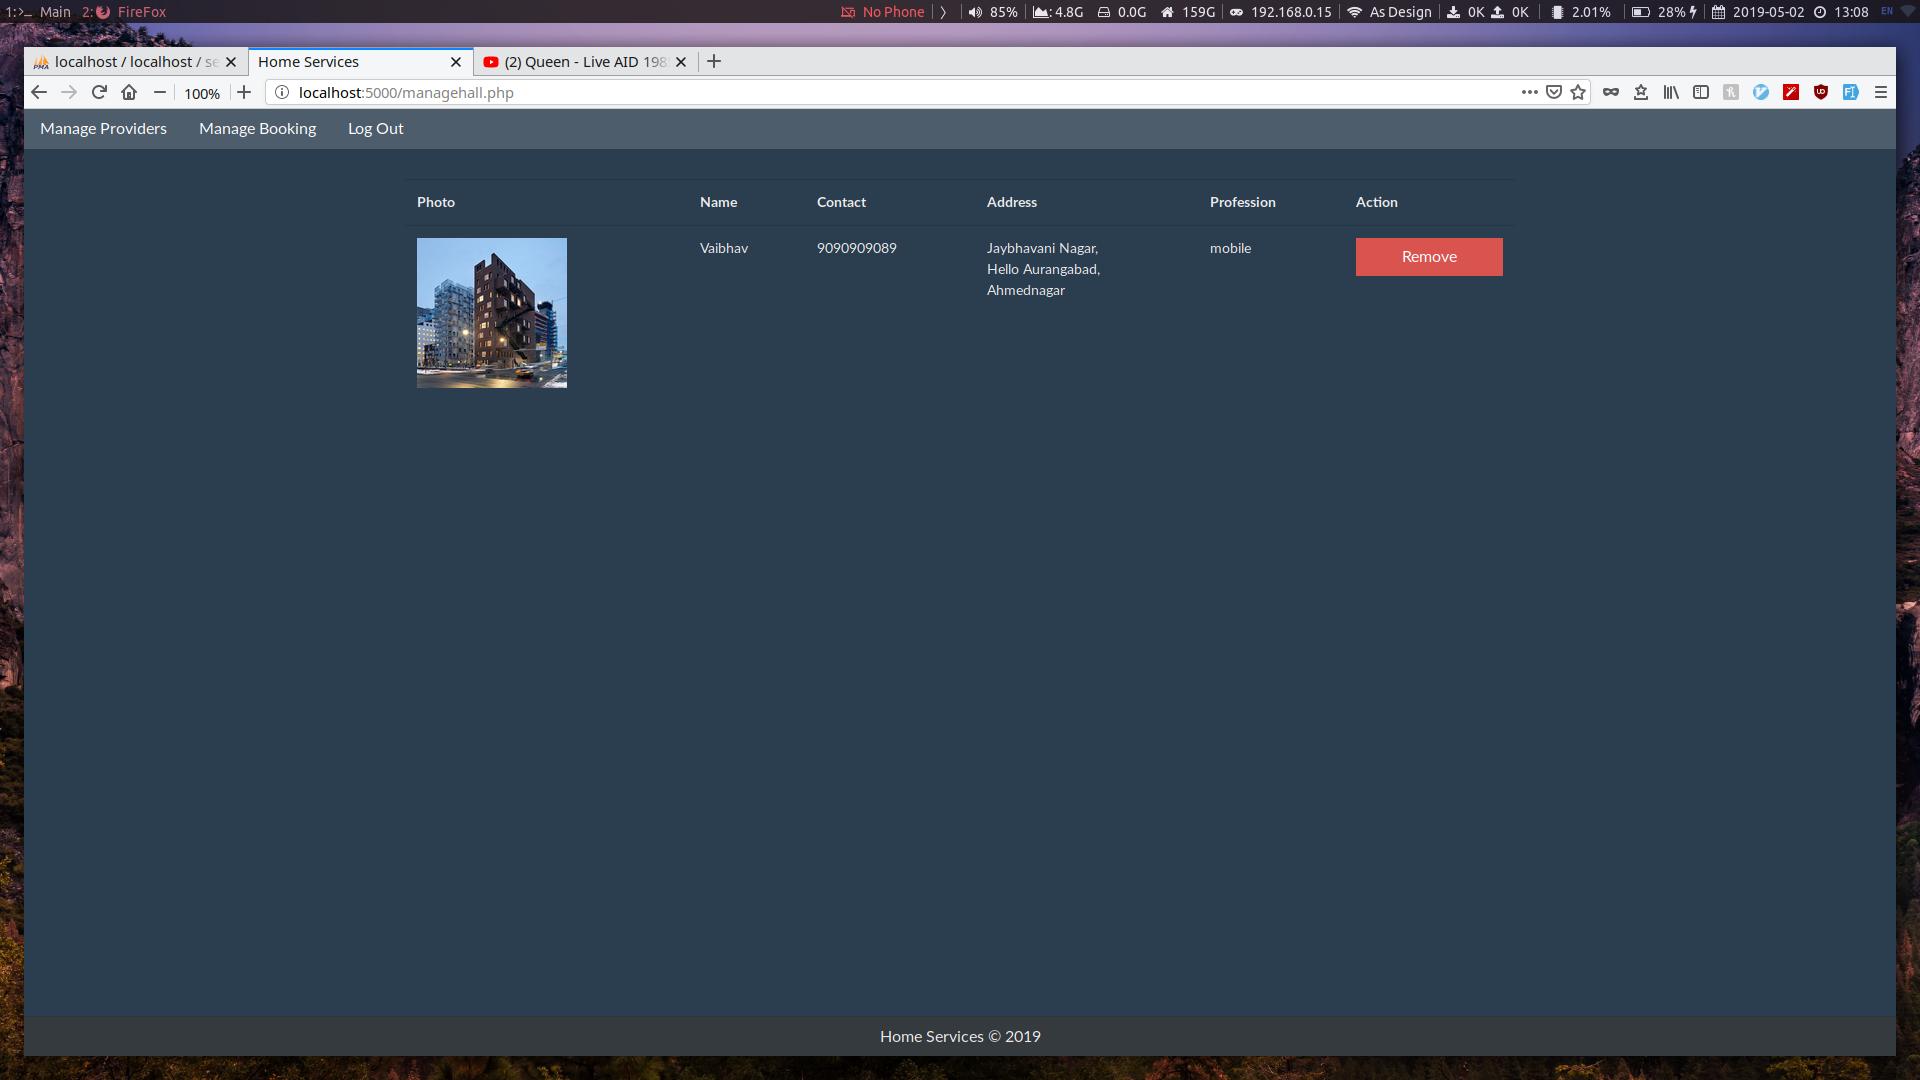 1:>_ Main 2: FireFox No Phone 85% : 4.8G 0.0G 159G 192.168.0.15 As Design 0K 0K 2.01% 28% 2019-05-02 13:08 EN
localhost / localhost / se Home Services (2) Queen - Live AID 198
100% localhost:5000/managehall.php
Manage Providers Manage Booking Log Out
Photo Name Contact Address Profession Action
Vaibhav 9090909089 Jaybhavani Nagar, mobile Remove
Hello Aurangabad,
Ahmednagar
Home Services © 2019